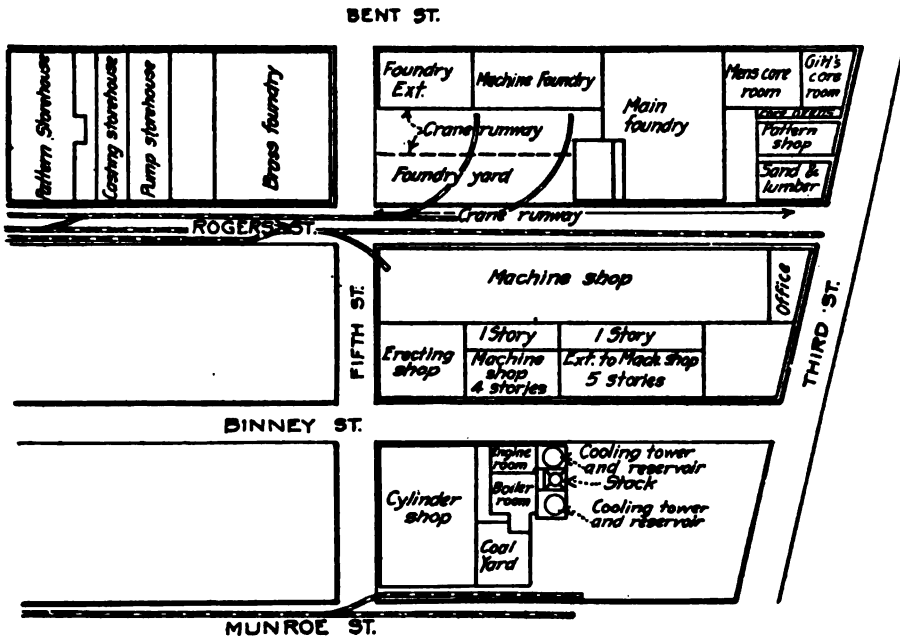 BENT ST.
Pattern Storehouse
Casting storehouse
Pump storehouse
Brass foundry
Foundry
Ext.
Machine Foundry
Main
foundry
Mens core
room
Girl's
core
room
Crane runway
Foundry yard
Pattern
shop
Sand &
lumber
Crane runway
ROGERS ST.
Machine shop
Office
FIFTH ST.
THIRD ST.
Erecting
shop
1 Story
Machine
shop
4 stories
1 Story
Ext. to Mach shop
5 stories
BINNEY ST.
Cylinder
shop
Engine
room
Boiler
room
Coal
Yard
Cooling tower
and reservoir
Stack
Cooling tower
and reservoir
MUNROE ST.